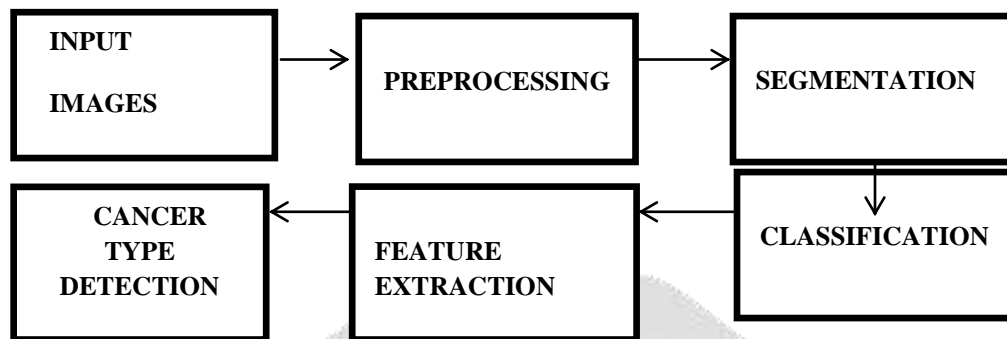 INPUT
IMAGES
PREPROCESSING
SEGMENTATION
CANCER
TYPE
DETECTION
FEATURE
EXTRACTION
CLASSIFICATION